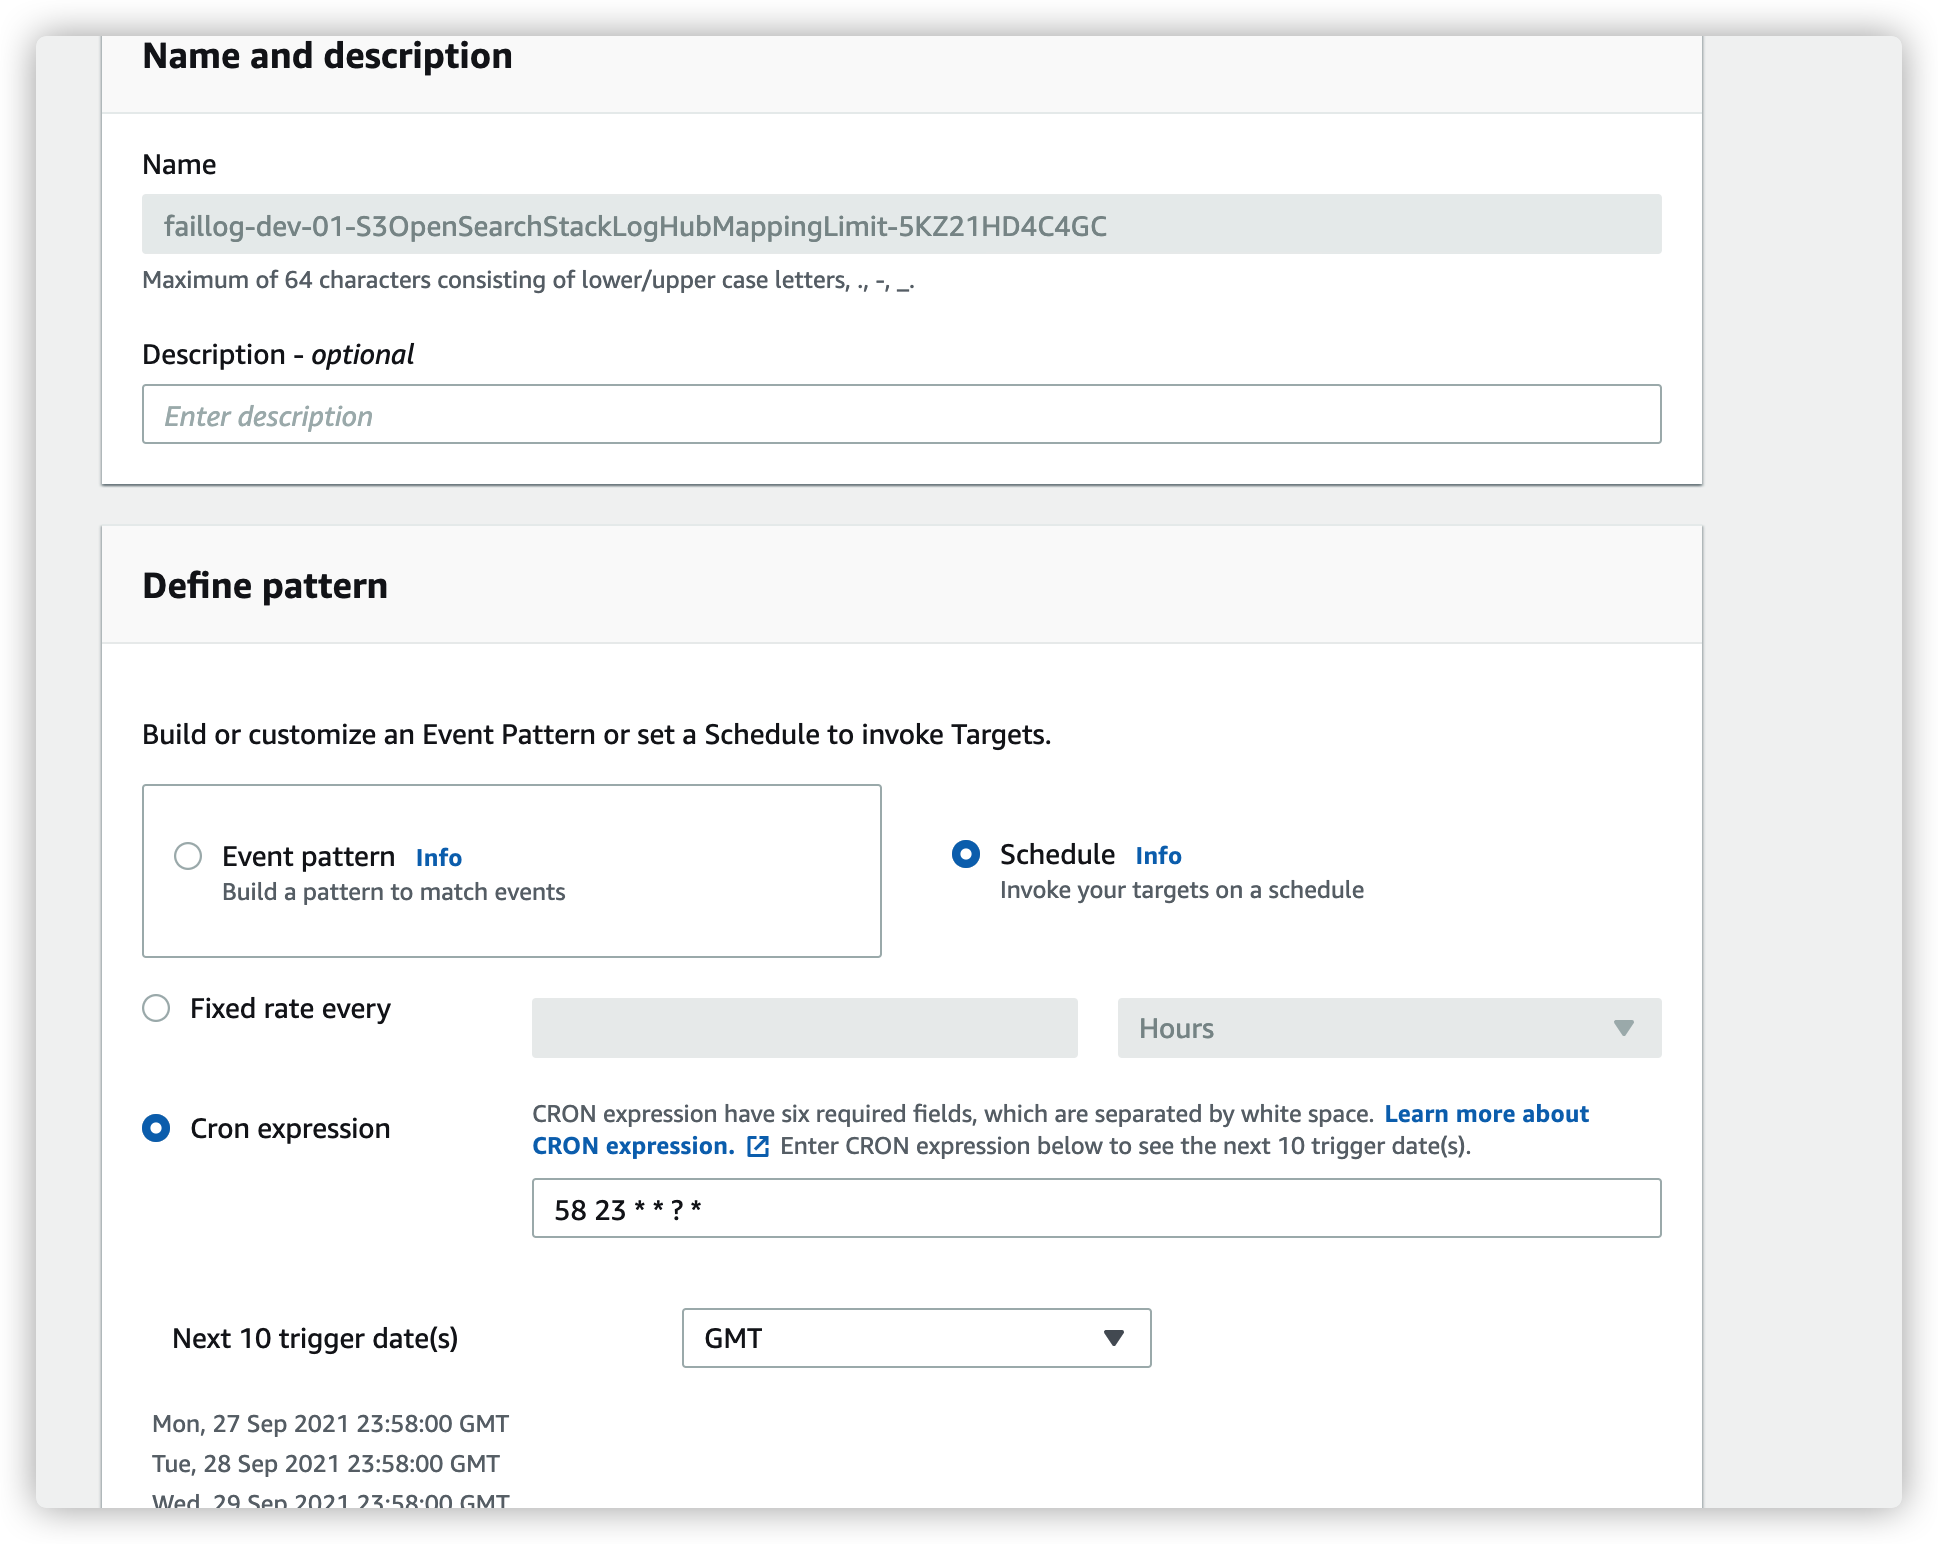 Name and description
Name
faillog-dev-01-S3OpenSearchStackLogHubMappingLimit-5KZ21HD4C4GC
Maximum of 64 characters consisting of lower/upper case letters, ., -, _.
Description - optional
Enter description
Define pattern
Build or customize an Event Pattern or set a Schedule to invoke Targets.
Event pattern Info
Build a pattern to match events
Schedule Info
Invoke your targets on a schedule
Fixed rate every
Hours
Cron expression
CRON expression have six required fields, which are separated by white space. Learn more about
CRON expression. Enter CRON expression below to see the next 10 trigger date(s).
58 23 * * ? *
Next 10 trigger date(s)
GMT
Mon, 27 Sep 2021 23:58:00 GMT
Tue, 28 Sep 2021 23:58:00 GMT
Wed, 29 Sep 2021 23:58:00 GMT